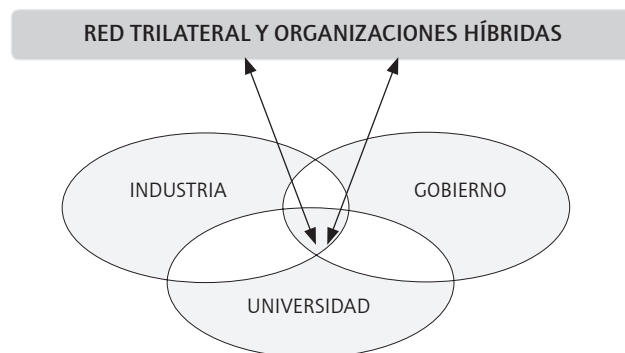 RED TRILATERAL Y ORGANIZACIONES HÍBRIDAS
INDUSTRIA
GOBIERNO
UNIVERSIDAD